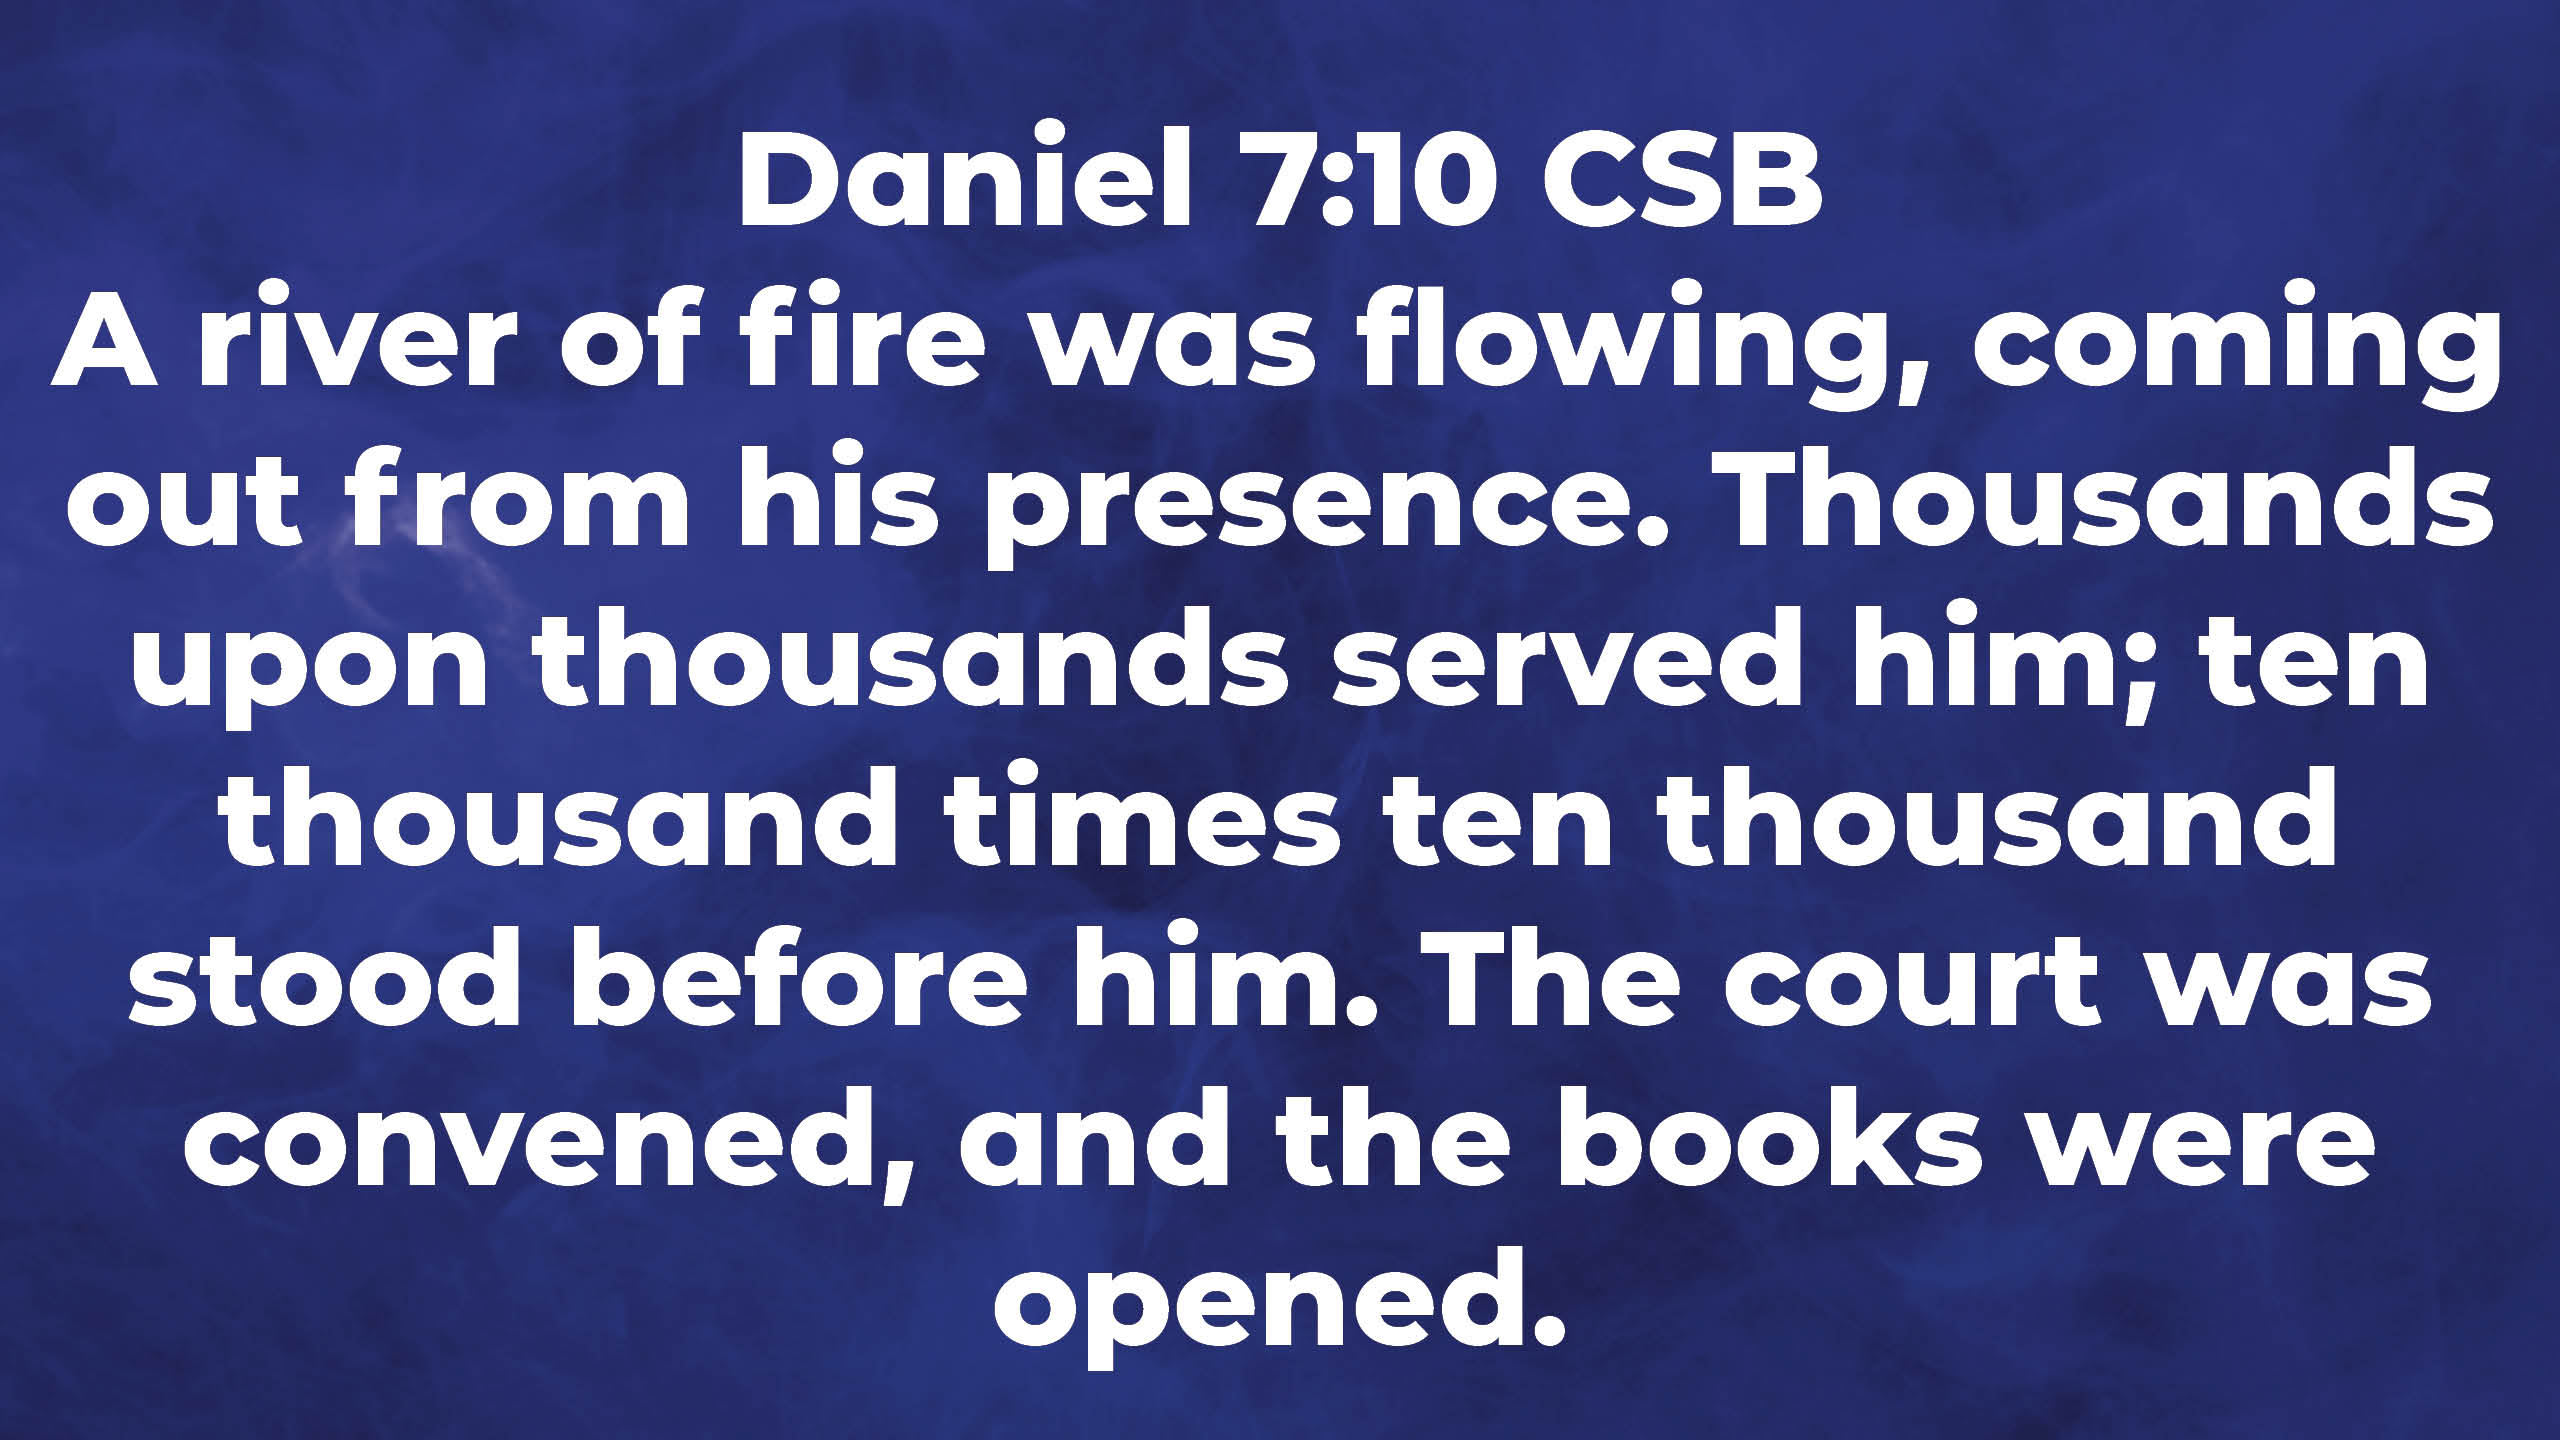 Daniel 7:10 CSB
A river of fire was flowing, coming
out from his presence. Thousands
upon thousands served him; ten
thousand times ten thousand
stood before him. The court was
convened, and the books were
opened.